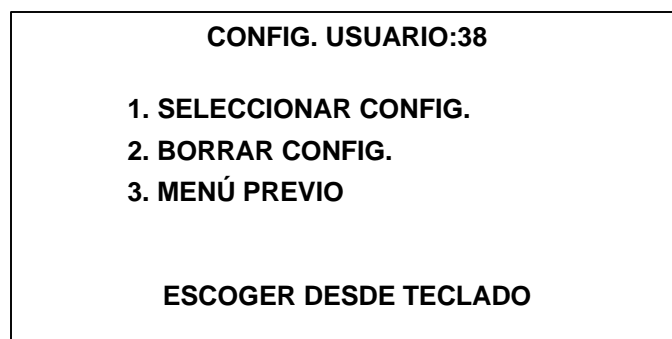 CONFIG. USUARIO:38
1. SELECCIONAR CONFIG.
2. BORRAR CONFIG.
3. MENÚ PREVIO
ESCOGER DESDE TECLADO